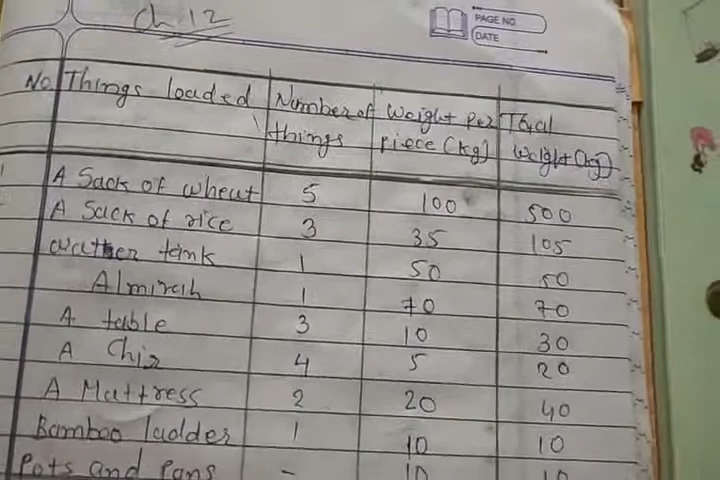 Ch. 12
PAGE NO.
DATE
No. Things loaded Number of things Weight Per Piece (kg) Total Weight (kg)
A Sack of wheat 5 100 500
A Sack of rice 3 35 105
Wather tank 1 50 50
Almirah 1 70 70
A table 3 10 30
A Chir 4 5 20
A Mattress 2 20 40
Bamboo ladder 1 10 10
Pots and Pans - 10 10